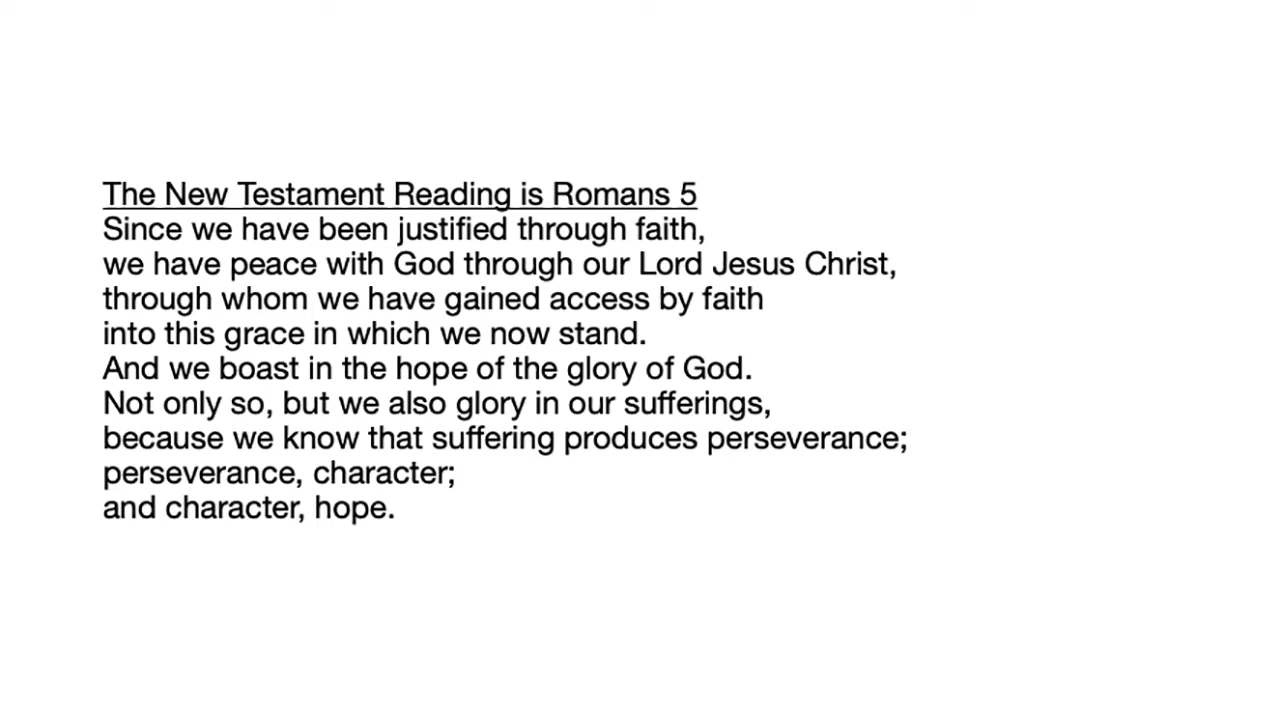 The New Testament Reading is Romans 5
Since we have been justified through faith,
we have peace with God through our Lord Jesus Christ,
through whom we have gained access by faith
into this grace in which we now stand.
And we boast in the hope of the glory of God.
Not only so, but we also glory in our sufferings,
because we know that suffering produces perseverance;
perseverance, character;
and character, hope.